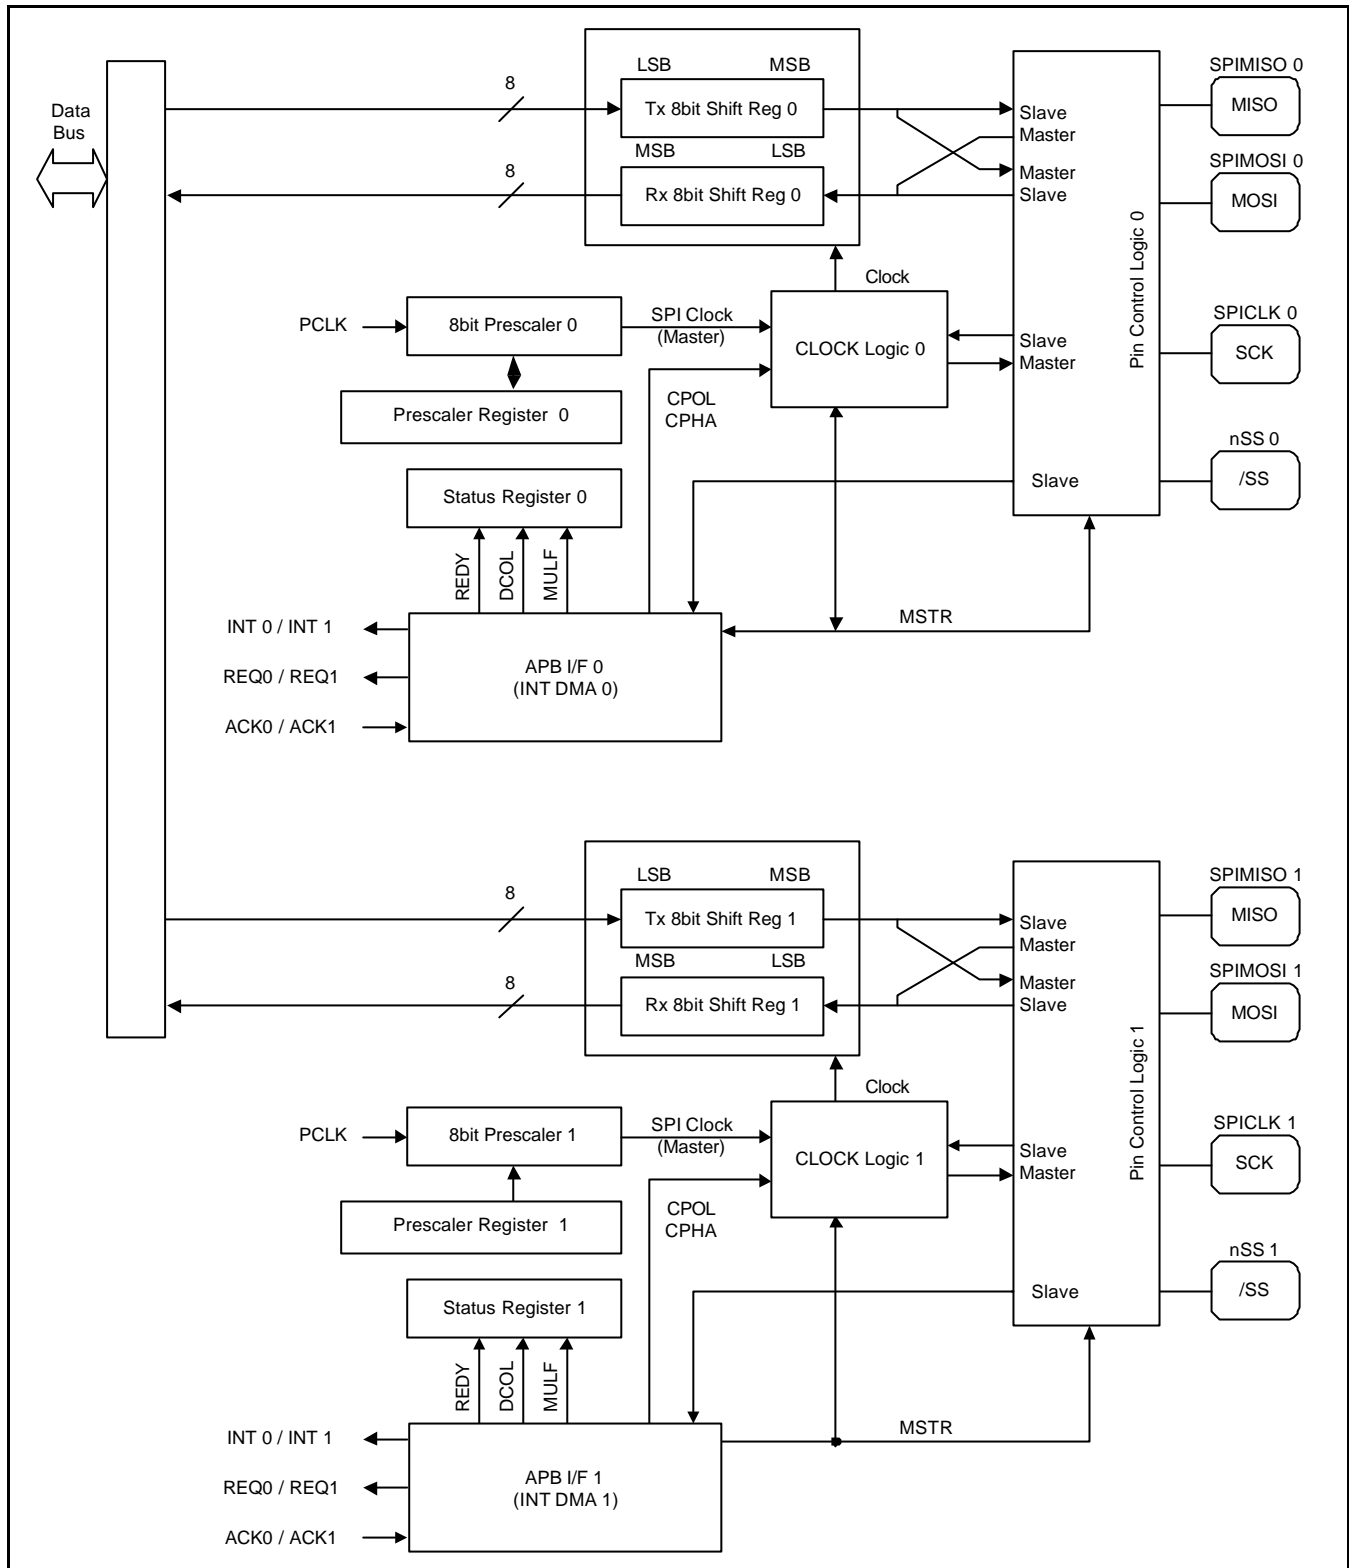 LSB MSB
SPIMISO 0
8
Tx 8bit Shift Reg 0
MISO
Data
Bus
Slave
Master
MSB LSB
SPIMOSI 0
8
Master
Rx 8bit Shift Reg 0
Slave
MOSI
Pin Control Logic 0
Clock
SPICLK 0
PCLK
8bit Prescaler 0
SPI Clock
(Master)
CLOCK Logic 0
Slave
Master
SCK
Prescaler Register 0
CPOL
CPHA
nSS 0
Status Register 0
Slave
/SS
REDY
DCOL
MULF
INT 0 / INT 1
MSTR
REQ0 / REQ1
APB I/F 0
(INT DMA 0)
ACK0 / ACK1
LSB MSB
SPIMISO 1
8
Tx 8bit Shift Reg 1
MISO
Slave
Master
MSB LSB
SPIMOSI 1
8
Master
Rx 8bit Shift Reg 1
Slave
MOSI
Pin Control Logic 1
Clock
SPICLK 1
PCLK
8bit Prescaler 1
SPI Clock
(Master)
CLOCK Logic 1
Slave
Master
SCK
Prescaler Register 1
CPOL
CPHA
nSS 1
Status Register 1
Slave
/SS
REDY
DCOL
MULF
INT 0 / INT 1
MSTR
REQ0 / REQ1
APB I/F 1
(INT DMA 1)
ACK0 / ACK1